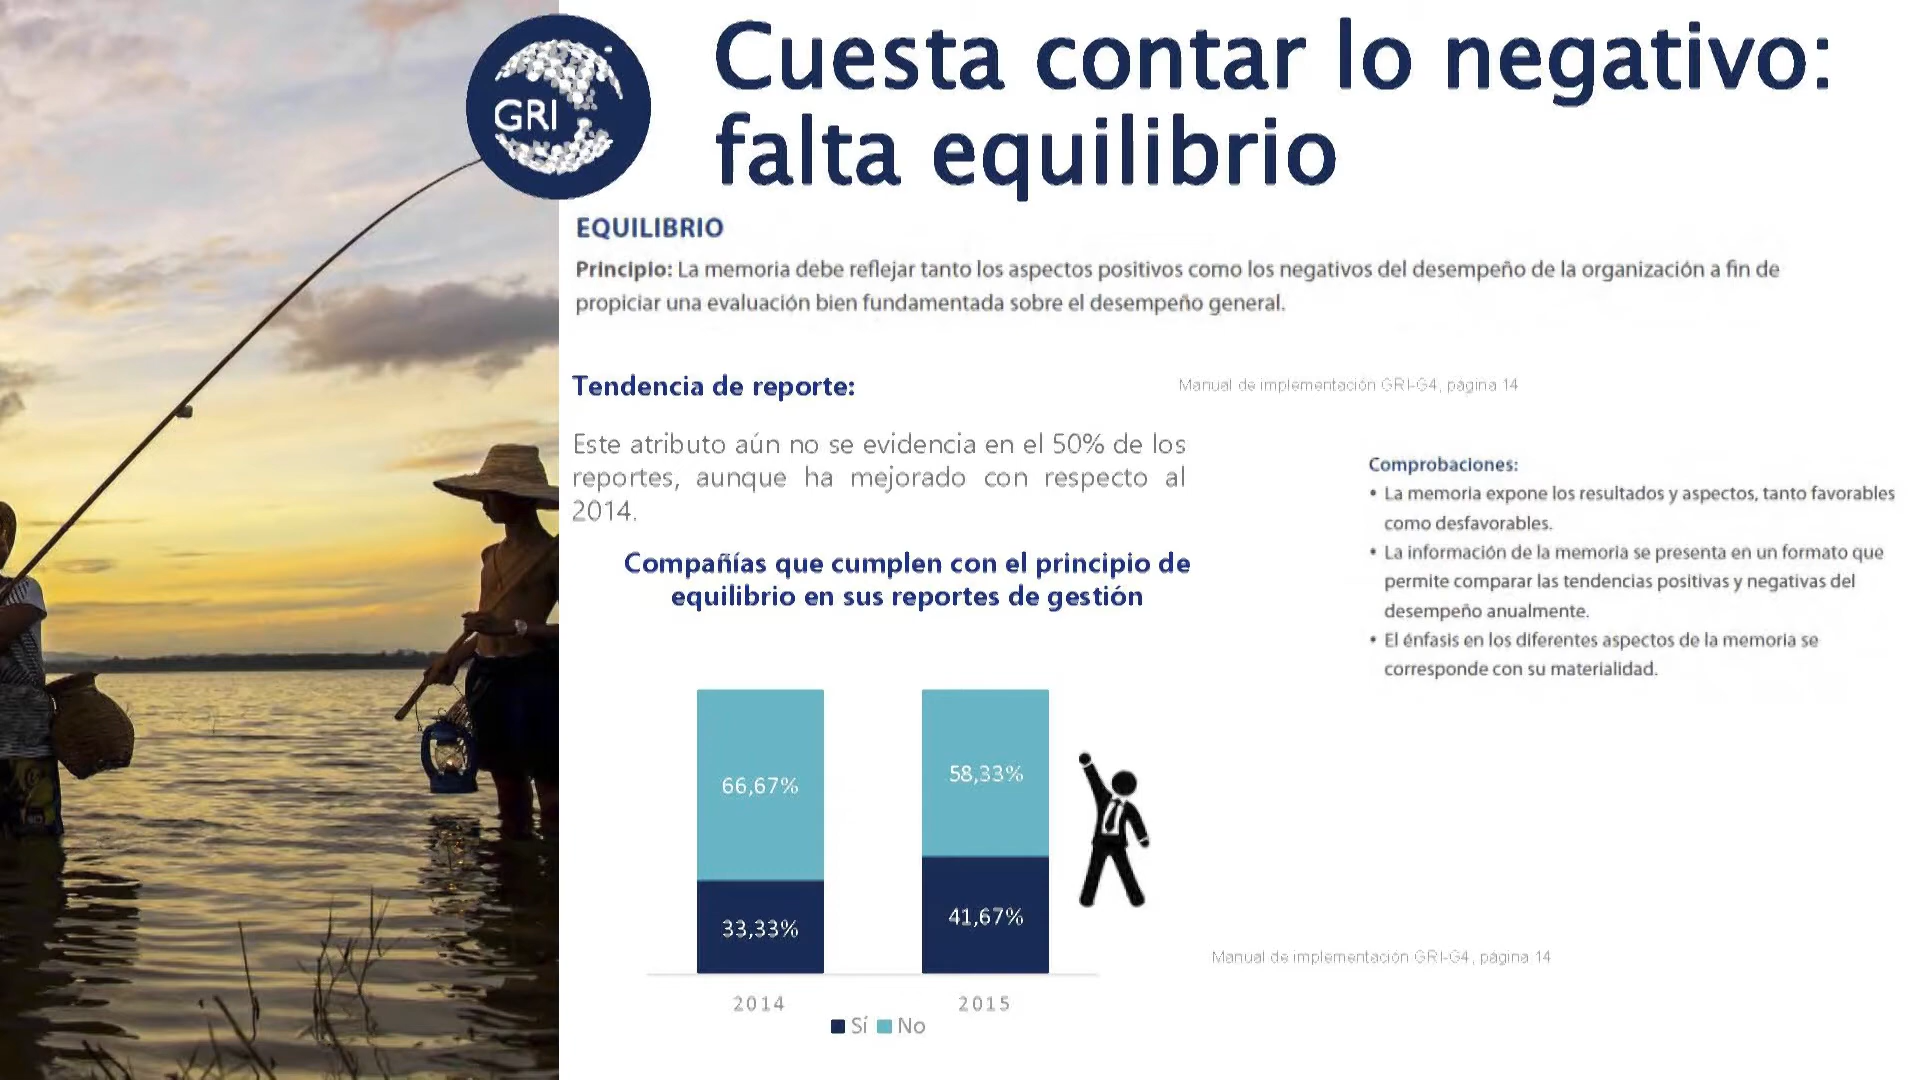 GRI
Cuesta contar lo negativo:
falta equilibrio
EQUILIBRIO
Principio: La memoria debe reflejar tanto los aspectos positivos como los negativos del desempeño de la organización a fin de
propiciar una evaluación bien fundamentada sobre el desempeño general.
Tendencia de reporte:
Manual de implementación GRI-G4, página 14
Este atributo aún no se evidencia en el 50% de los
reportes, aunque ha mejorado con respecto al
2014.
Comprobaciones:
• La memoria expone los resultados y aspectos, tanto favorables
como desfavorables.
• La información de la memoria se presenta en un formato que
permite comparar las tendencias positivas y negativas del
desempeño anualmente.
• El énfasis en los diferentes aspectos de la memoria se
corresponde con su materialidad.
Compañías que cumplen con el principio de
equilibrio en sus reportes de gestión
66,67%
58,33%
33,33%
41,67%
2014
2015
Sí No
Manual de implementación GRI-G4, página 14